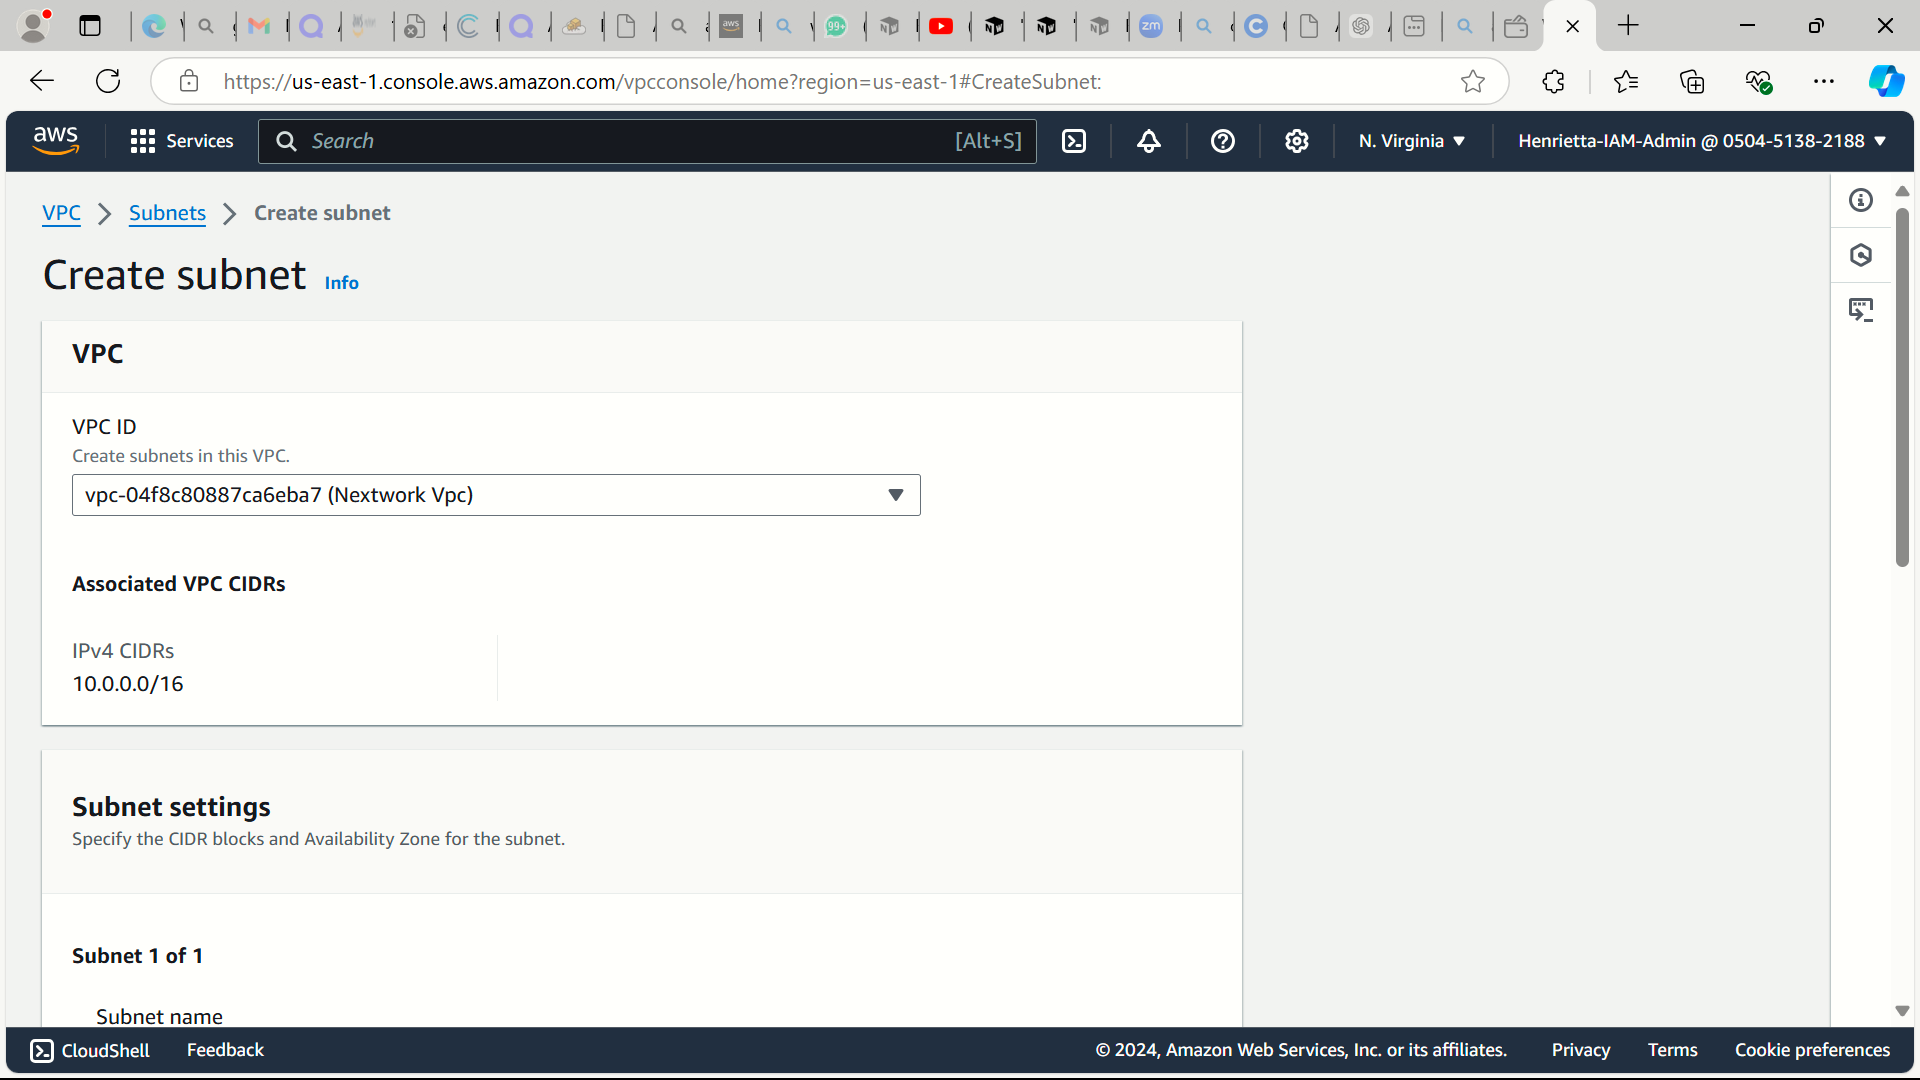 https://us-east-1.console.aws.amazon.com/vpcconsole/home?region=us-east-1#CreateSubnet:
aws
Services
Search
[Alt+S]
N. Virginia
Henrietta-IAM-Admin @ 0504-5138-2188
VPC
Subnets
Create subnet
Create subnet Info
VPC
VPC ID
Create subnets in this VPC.
vpc-04f8c80887ca6eba7 (Nextwork Vpc)
Associated VPC CIDRs
IPv4 CIDRs
10.0.0.0/16
Subnet settings
Specify the CIDR blocks and Availability Zone for the subnet.
Subnet 1 of 1
Subnet name
CloudShell
Feedback
© 2024, Amazon Web Services, Inc. or its affiliates.
Privacy
Terms
Cookie preferences